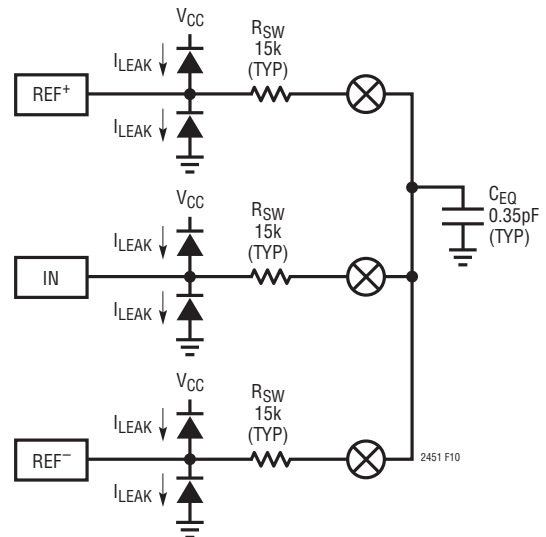 VCC
ILEAK
RSW
15k
(TYP)
REF+
ILEAK
VCC
ILEAK
RSW
15k
(TYP)
CEQ
0.35pF
(TYP)
IN
ILEAK
VCC
ILEAK
RSW
15k
(TYP)
REF−
2451 F10
ILEAK